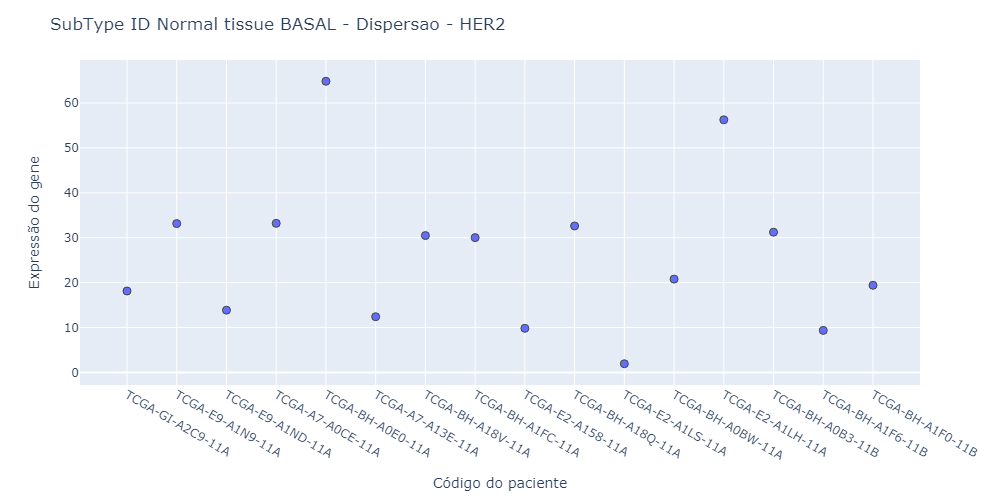 SubType ID Normal tissue BASAL - Dispersao - HER2
Expressão do gene
60
50
40
30
20
10
0
TCGA-GI-A2C9-11A
TCGA-E9-A1N9-11A
TCGA-E9-A1ND-11A
TCGA-A7-A0CE-11A
TCGA-BH-A0E0-11A
TCGA-A7-A13E-11A
TCGA-BH-A18V-11A
TCGA-BH-A1FC-11A
TCGA-E2-A158-11A
TCGA-BH-A18Q-11A
TCGA-E2-A1LS-11A
TCGA-BH-A0BW-11A
TCGA-E2-A1LH-11A
TCGA-BH-A0B3-11B
TCGA-BH-A1F6-11B
TCGA-BH-A1F0-11B
Código do paciente